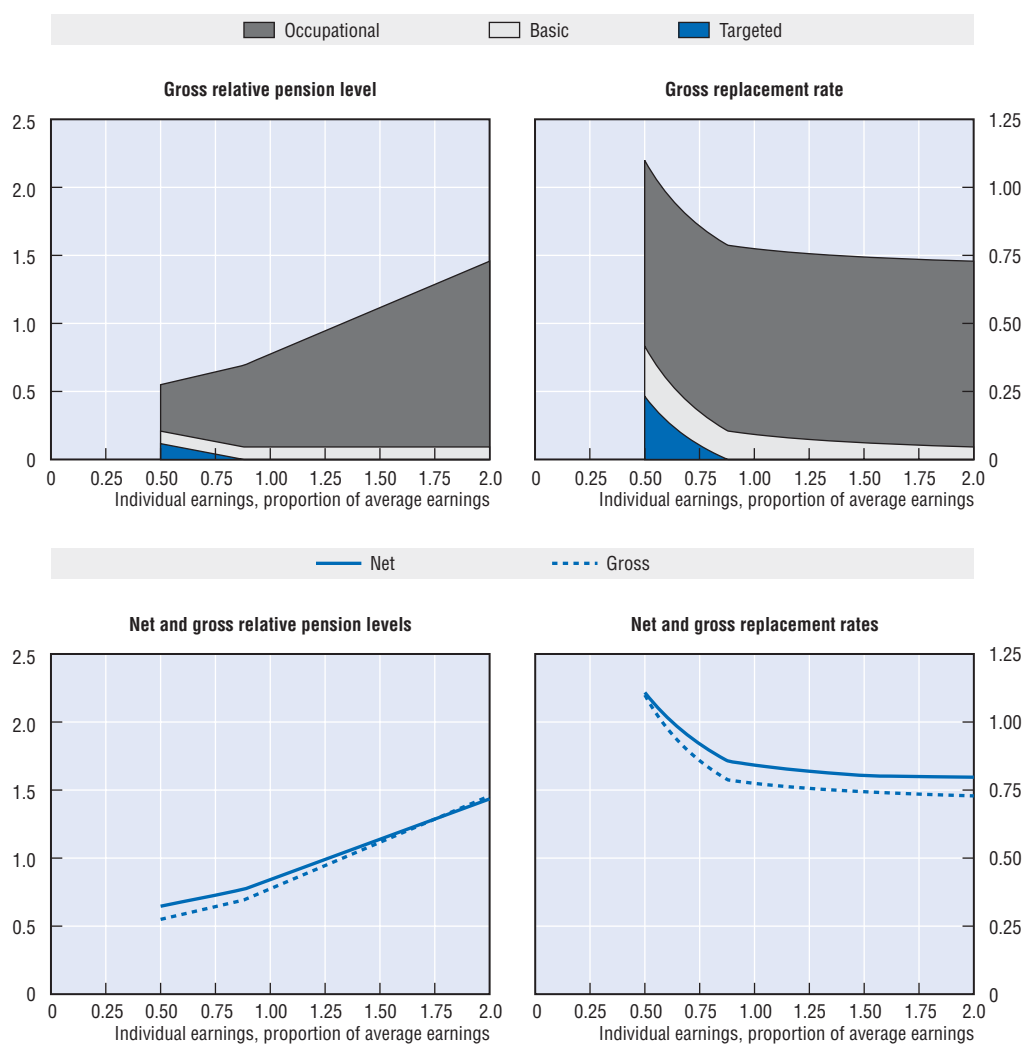 Occupational Basic Targeted
Gross relative pension level
2.5
2.0
1.5
1.0
0.5
0
0 0.25 0.50 0.75 1.00 1.25 1.50 1.75 2.0
Individual earnings, proportion of average earnings
Gross replacement rate
1.25
1.00
0.75
0.50
0.25
0
0 0.25 0.50 0.75 1.00 1.25 1.50 1.75 2.0
Individual earnings, proportion of average earnings
Net Gross
Net and gross relative pension levels
2.5
2.0
1.5
1.0
0.5
0
0 0.25 0.50 0.75 1.00 1.25 1.50 1.75 2.0
Individual earnings, proportion of average earnings
Net and gross replacement rates
1.25
1.00
0.75
0.50
0.25
0
0 0.25 0.50 0.75 1.00 1.25 1.50 1.75 2.0
Individual earnings, proportion of average earnings